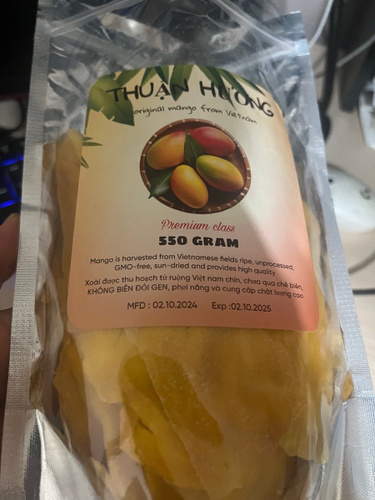 THUẬN HƯƠNG
original mango from Vietnam
Premium class
550 GRAM
Mango is harvested from Vietnamese fields ripe, unprocessed,
GMO-free, sun-dried and provides high quality
Xoài được thu hoạch từ ruộng Việt nam chín, chưa qua chế biến,
KHÔNG BIẾN ĐỔI GEN, phơi nắng và cung cấp chất lượng cao
MFD : 02.10.2024 Exp :02.10.2025